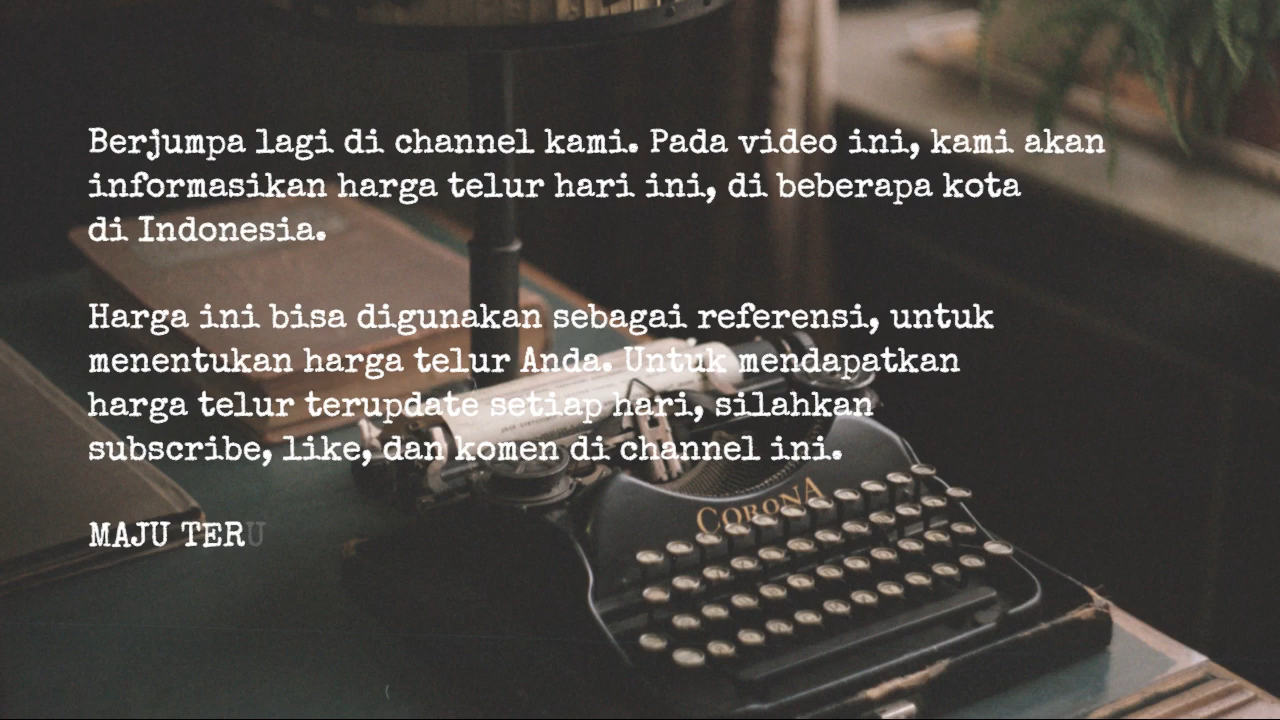 Berjumpa lagi di channel kami. Pada video ini, kami akan
informasikan harga telur hari ini, di beberapa kota
di Indonesia.
Harga ini bisa digunakan sebagai referensi, untuk
menentukan harga telur Anda. Untuk mendapatkan
harga telur terupdate setiap hari, silahkan
subscribe, like, dan komen di channel ini.
MAJU TERU
CORONA